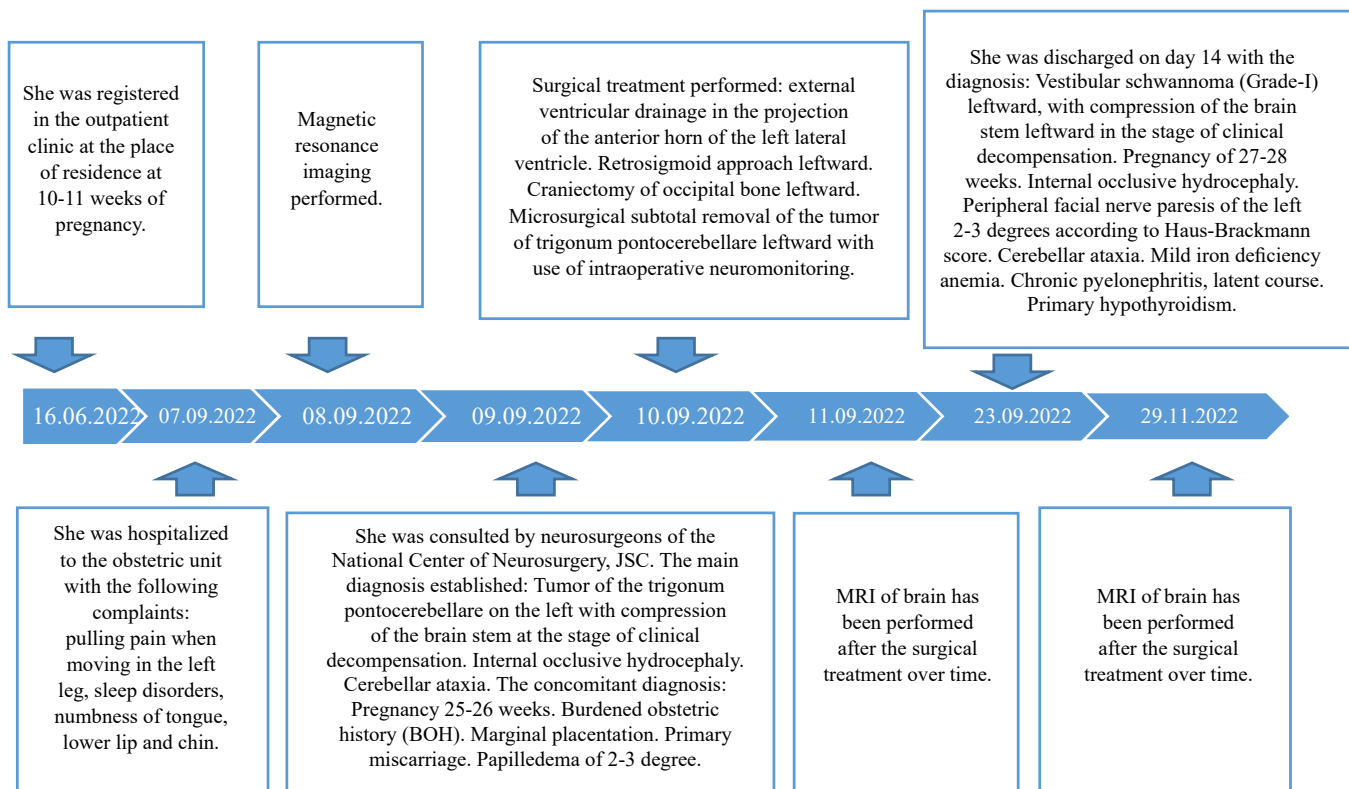 She was registered
in the outpatient
clinic at the place
of residence at
10-11 weeks of
pregnancy.
Magnetic
resonance
imaging
performed.
Surgical treatment performed: external
ventricular drainage in the projection
of the anterior horn of the left lateral
ventricle. Retrosigmoid approach leftward.
Craniectomy of occipital bone leftward.
Microsurgical subtotal removal of the tumor
of trigonum pontocerebellare leftward with
use of intraoperative neuromonitoring.
She was discharged on day 14 with the
diagnosis: Vestibular schwannoma (Grade-I)
leftward, with compression of the brain
stem leftward in the stage of clinical
decompensation. Pregnancy of 27-28
weeks. Internal occlusive hydrocephaly.
Peripheral facial nerve paresis of the left
2-3 degrees according to Haus-Brackmann
score. Cerebellar ataxia. Mild iron deficiency
anemia. Chronic pyelonephritis, latent course.
Primary hypothyroidism.
16.06.2022
07.09.2022
08.09.2022
09.09.2022
10.09.2022
11.09.2022
23.09.2022
29.11.2022
She was hospitalized
to the obstetric unit
with the following
complaints:
pulling pain when
moving in the left
leg, sleep disorders,
numbness of tongue,
lower lip and chin.
She was consulted by neurosurgeons of the
National Center of Neurosurgery, JSC. The main
diagnosis established: Tumor of the trigonum
pontocerebellare on the left with compression
of the brain stem at the stage of clinical
decompensation. Internal occlusive hydrocephaly.
Cerebellar ataxia. The concomitant diagnosis:
Pregnancy 25-26 weeks. Burdened obstetric
history (BOH). Marginal placentation. Primary
miscarriage. Papilledema of 2-3 degree.
MRI of brain has
been performed
after the surgical
treatment over time.
MRI of brain has
been performed
after the surgical
treatment over time.